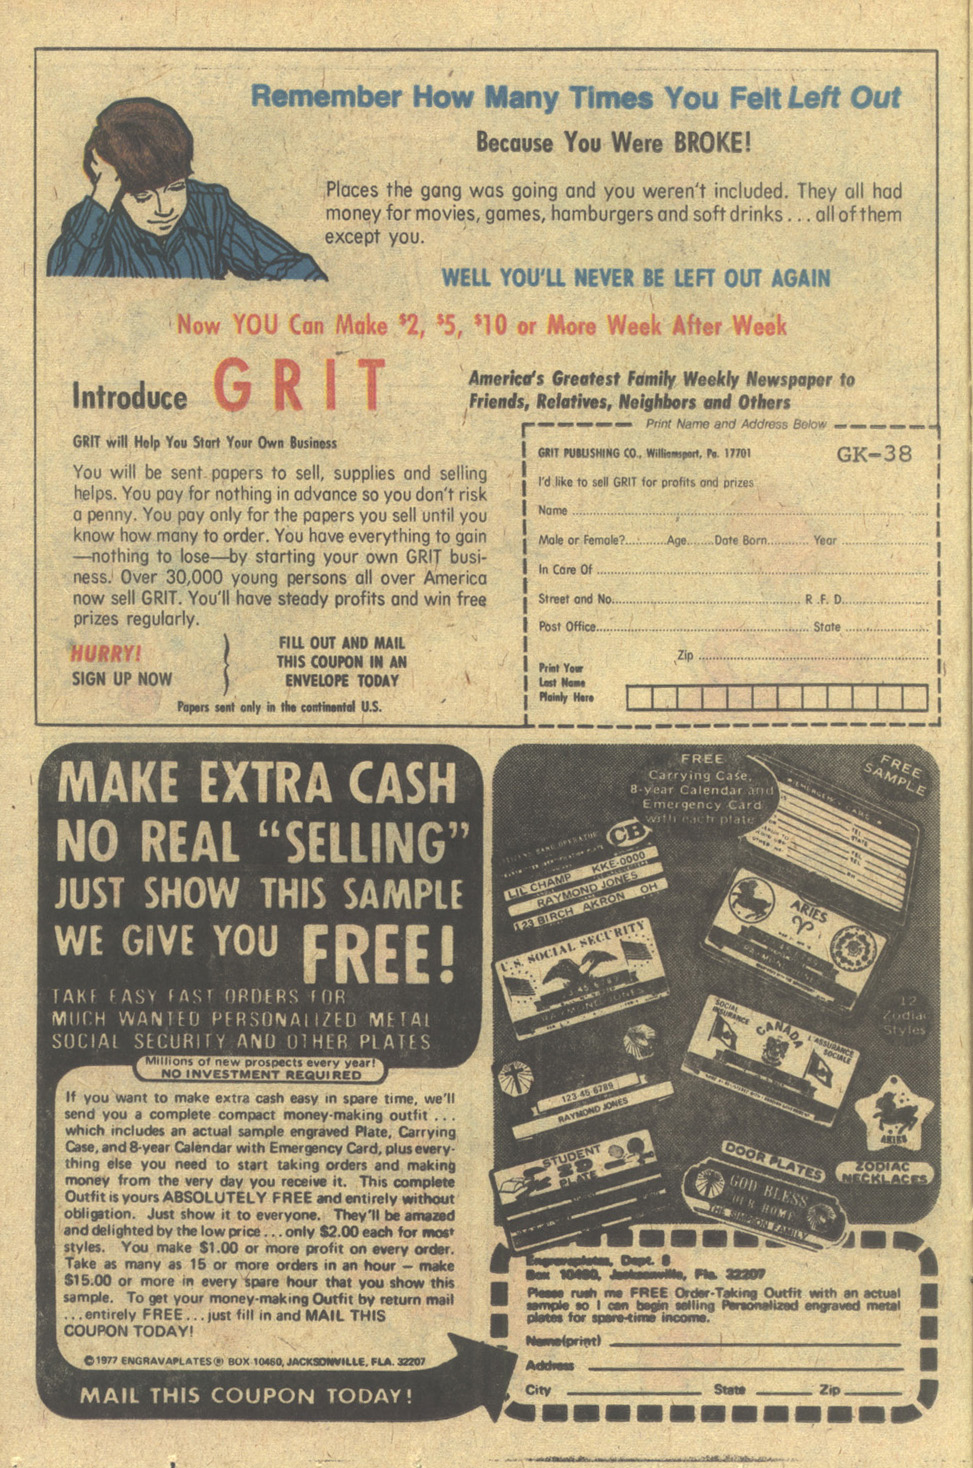 Remember How Many Times You Felt Left Out
Because You Were BROKE!
Places the gang was going and you weren't included. They all had
money for movies, games, hamburgers and soft drinks . . . all of them
except you.
WELL YOU'LL NEVER BE LEFT OUT AGAIN
Now YOU Can Make $2, $5, $10 or More Week After Week
Introduce GRIT
America's Greatest Family Weekly Newspaper to
Friends, Relatives, Neighbors and Others
GRIT will Help You Start Your Own Business
You will be sent papers to sell, supplies and selling
helps. You pay for nothing in advance so you don't risk
a penny. You pay only for the papers you sell until you
know how many to order. You have everything to gain
—nothing to lose—by starting your own GRIT busi-
ness. Over 30,000 young persons all over America
now sell GRIT. You'll have steady profits and win free
prizes regularly.
HURRY!
SIGN UP NOW
FILL OUT AND MAIL
THIS COUPON IN AN
ENVELOPE TODAY
Papers sent only in the continental U.S.
Print Name and Address Below
GRIT PUBLISHING CO., Williamsport, Pa. 17701 GK-38
I'd like to sell GRIT for profits and prizes
Name
Male or Female? Age Date Born Year
In Care Of
Street and No. R. F. D.
Post Office State
Zip
Print Your
Last Name
Plainly Here
MAKE EXTRA CASH
NO REAL "SELLING"
JUST SHOW THIS SAMPLE
WE GIVE YOU FREE!
TAKE EASY FAST ORDERS FOR
MUCH WANTED PERSONALIZED METAL
SOCIAL SECURITY AND OTHER PLATES
Millions of new prospects every year!
NO INVESTMENT REQUIRED
If you want to make extra cash easy in spare time, we'll
send you a complete compact money-making outfit . . .
which includes an actual sample engraved Plate, Carrying
Case, and 8-year Calendar with Emergency Card, plus every-
thing else you need to start taking orders and making
money from the very day you receive it. This complete
Outfit is yours ABSOLUTELY FREE and entirely without
obligation. Just show it to everyone. They'll be amazed
and delighted by the low price . . . only $2.00 each for most
styles. You make $1.00 or more profit on every order.
Take as many as 15 or more orders in an hour — make
$15.00 or more in every spare hour that you show this
sample. To get your money-making Outfit by return mail
. . . entirely FREE . . . just fill in and MAIL THIS
COUPON TODAY!
© 1977 ENGRAVAPLATES ® BOX 10460, JACKSONVILLE, FLA. 32207
MAIL THIS COUPON TODAY!
FREE
Carrying Case,
8-year Calendar and
Emergency Card
with each plate
FREE
SAMPLE
EMERGENCY CARD
CB
LIL CHAMP KKE-0000
RAYMOND JONES
123 BIRCH AKRON OH
ARIES
U.S. SOCIAL SECURITY
RAYMOND JONES
12
Zodiac
Styles
SOCIAL
INSURANCE
CANADA
L'ASSURANCE
SOCIALE
123 45 6789
RAYMOND JONES
ARIES
STUDENT
ID
PLATE
DOOR PLATES
ZODIAC
NECKLACES
GOD BLESS
OUR HOME
THE SIMPSON FAMILY
Engravaplates, Dept. 8
Box 10460, Jacksonville, Fla. 32207
Please rush me FREE Order-Taking Outfit with an actual
sample so I can begin selling Personalized engraved metal
plates for spare-time income.
Name(print)
Address
City State Zip